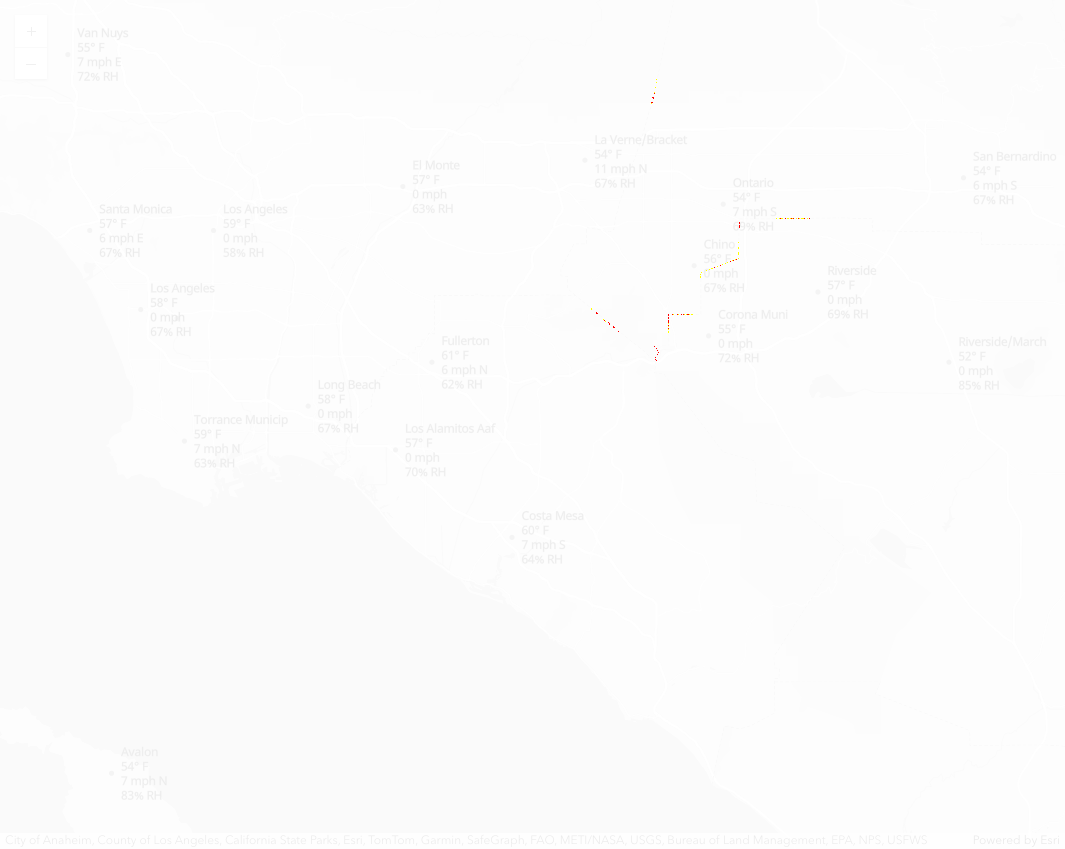 +
Van Nuys
55° F
7 mph E
72% RH
–
La Verne/Bracket
54° F
11 mph N
67% RH
San Bernardino
54° F
6 mph S
67% RH
El Monte
57° F
0 mph
63% RH
Ontario
54° F
7 mph S
69% RH
Santa Monica
57° F
6 mph E
67% RH
Los Angeles
59° F
0 mph
58% RH
Chino
56° F
0 mph
67% RH
Riverside
57° F
0 mph
69% RH
Los Angeles
58° F
0 mph
67% RH
Corona Muni
55° F
0 mph
72% RH
Fullerton
61° F
6 mph N
62% RH
Riverside/March
52° F
0 mph
85% RH
Long Beach
58° F
0 mph
67% RH
Torrance Municip
59° F
7 mph N
63% RH
Los Alamitos Aaf
57° F
0 mph
70% RH
Costa Mesa
60° F
7 mph S
64% RH
Avalon
54° F
7 mph N
83% RH
City of Anaheim, County of Los Angeles, California State Parks, Esri, TomTom, Garmin, SafeGraph, FAO, METI/NASA, USGS, Bureau of Land Management, EPA, NPS, USFWS
Powered by Esri